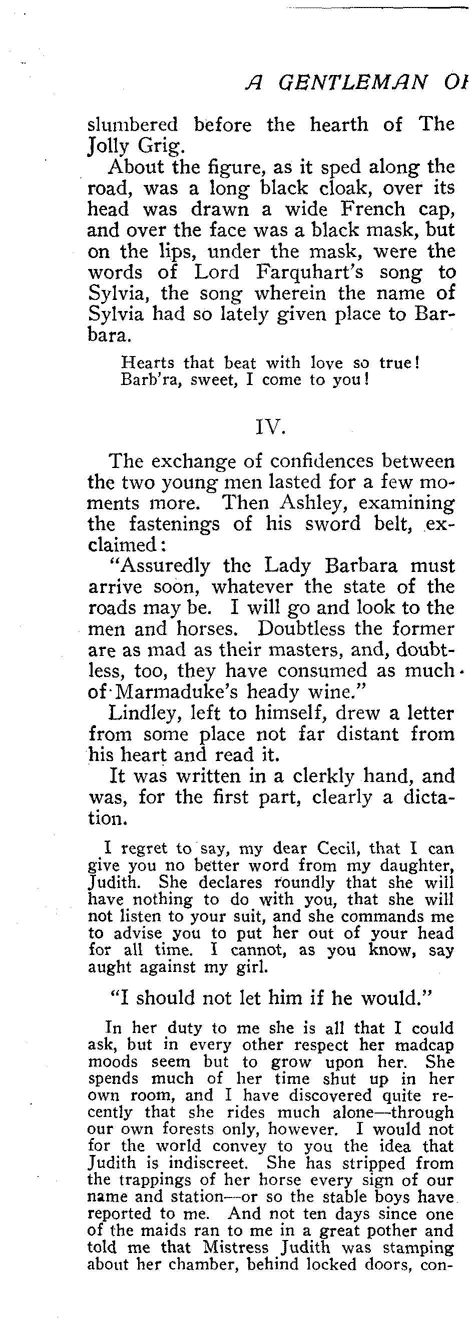 A GENTLEMAN OF
slumbered before the hearth of The
Jolly Grig.
About the figure, as it sped along the
road, was a long black cloak, over its
head was drawn a wide French cap,
and over the face was a black mask, but
on the lips, under the mask, were the
words of Lord Farquhart's song to
Sylvia, the song wherein the name of
Sylvia had so lately given place to Bar-
bara.
Hearts that beat with love so true!
Barb'ra, sweet, I come to you!
IV.
The exchange of confidences between
the two young men lasted for a few mo-
ments more. Then Ashley, examining
the fastenings of his sword belt, ex-
claimed:
"Assuredly the Lady Barbara must
arrive soon, whatever the state of the
roads may be. I will go and look to the
men and horses. Doubtless the former
are as mad as their masters, and, doubt-
less, too, they have consumed as much
of Marmaduke's heady wine."
Lindley, left to himself, drew a letter
from some place not far distant from
his heart and read it.
It was written in a clerkly hand, and
was, for the first part, clearly a dicta-
tion.
I regret to say, my dear Cecil, that I can
give you no better word from my daughter,
Judith. She declares roundly that she will
have nothing to do with you, that she will
not listen to your suit, and she commands me
to advise you to put her out of your head
for all time. I cannot, as you know, say
aught against my girl.
"I should not let him if he would."
In her duty to me she is all that I could
ask, but in every other respect her madcap
moods seem but to grow upon her. She
spends much of her time shut up in her
own room, and I have discovered quite re-
cently that she rides much alone—through
our own forests only, however. I would not
for the world convey to you the idea that
Judith is indiscreet. She has stripped from
the trappings of her horse every sign of our
name and station—or so the stable boys have
reported to me. And not ten days since one
of the maids ran to me in a great pother and
told me that Mistress Judith was stamping
about her chamber, behind locked doors, con-